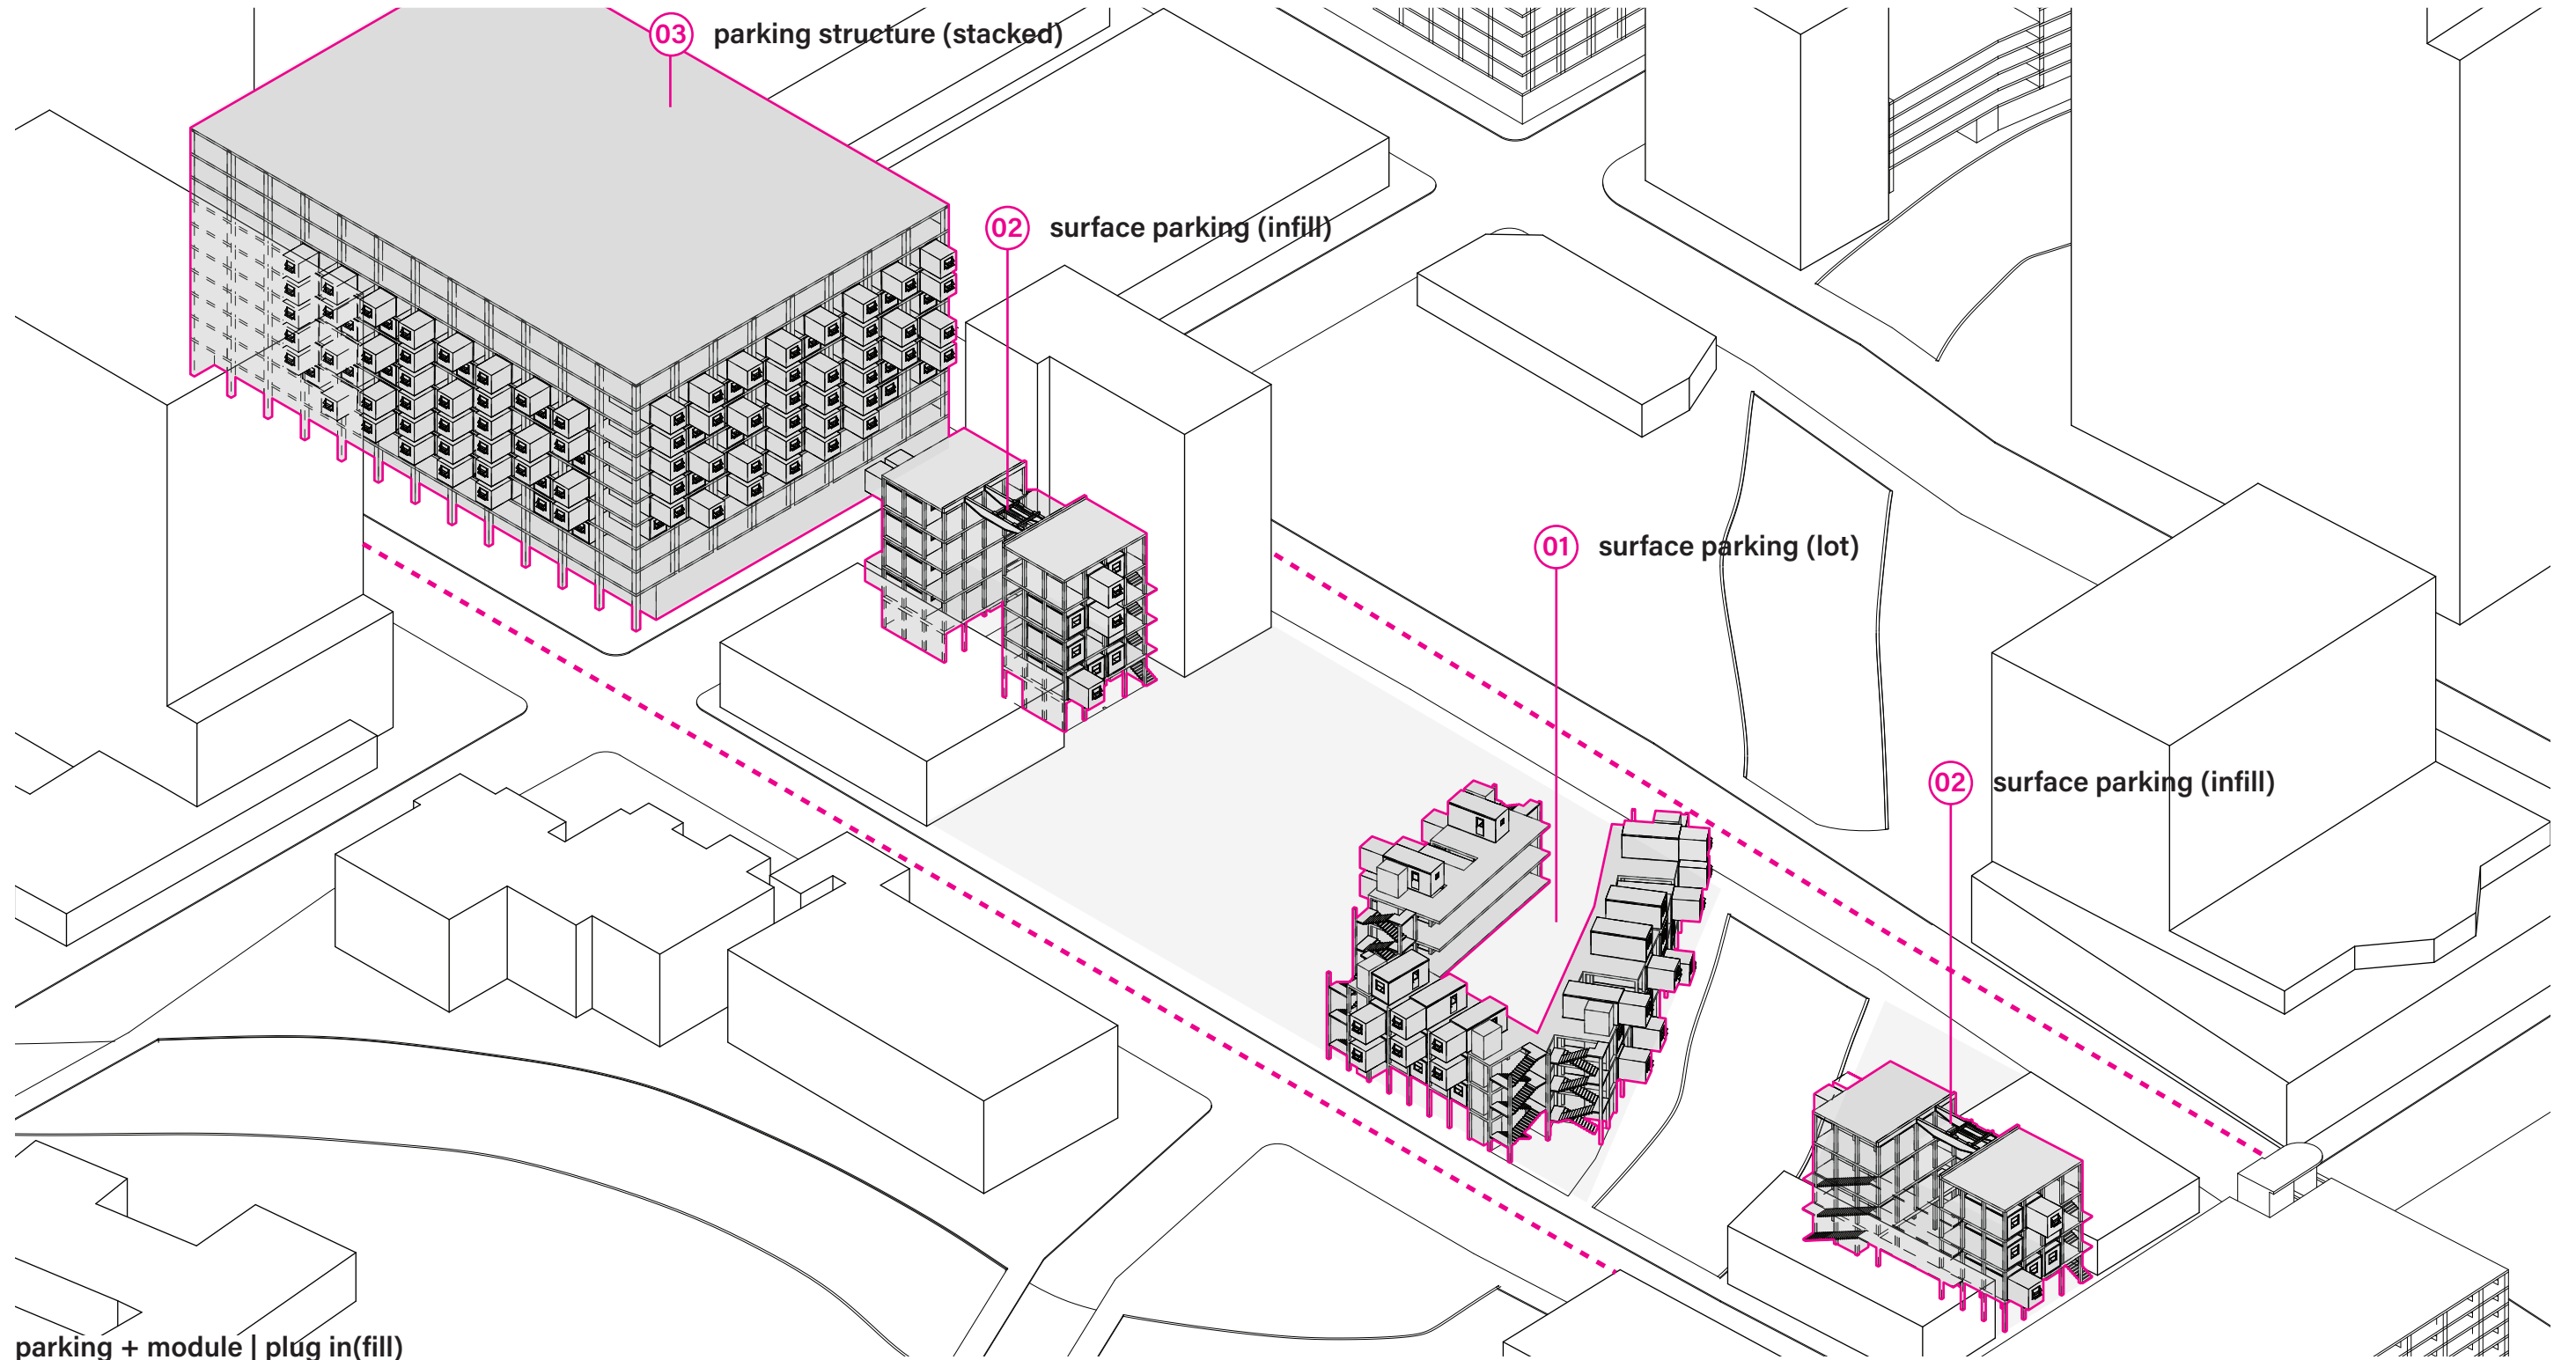 03 parking structure (stacked)
02 surface parking (infill)
01 surface parking (lot)
02 surface parking (infill)
parking + module | plug in(fill)